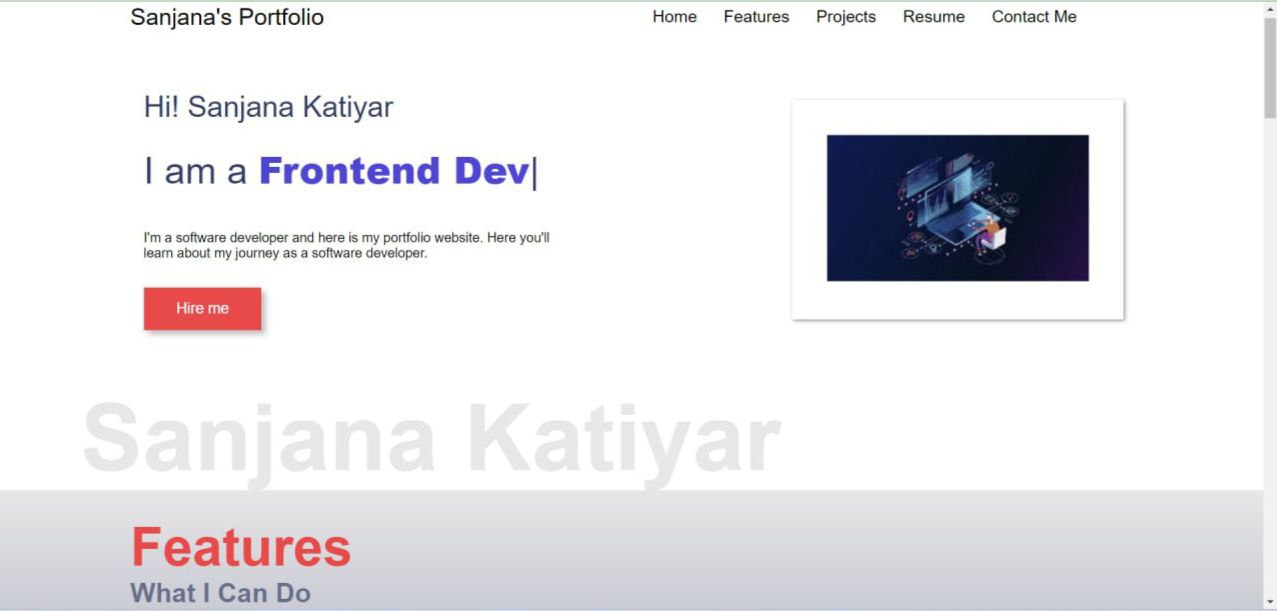 Sanjana's Portfolio
Home Features Projects Resume Contact Me
Hi! Sanjana Katiyar
I am a Frontend Dev|
I'm a software developer and here is my portfolio website. Here you'll
learn about my journey as a software developer.
Hire me
Sanjana Katiyar
Features
What I Can Do